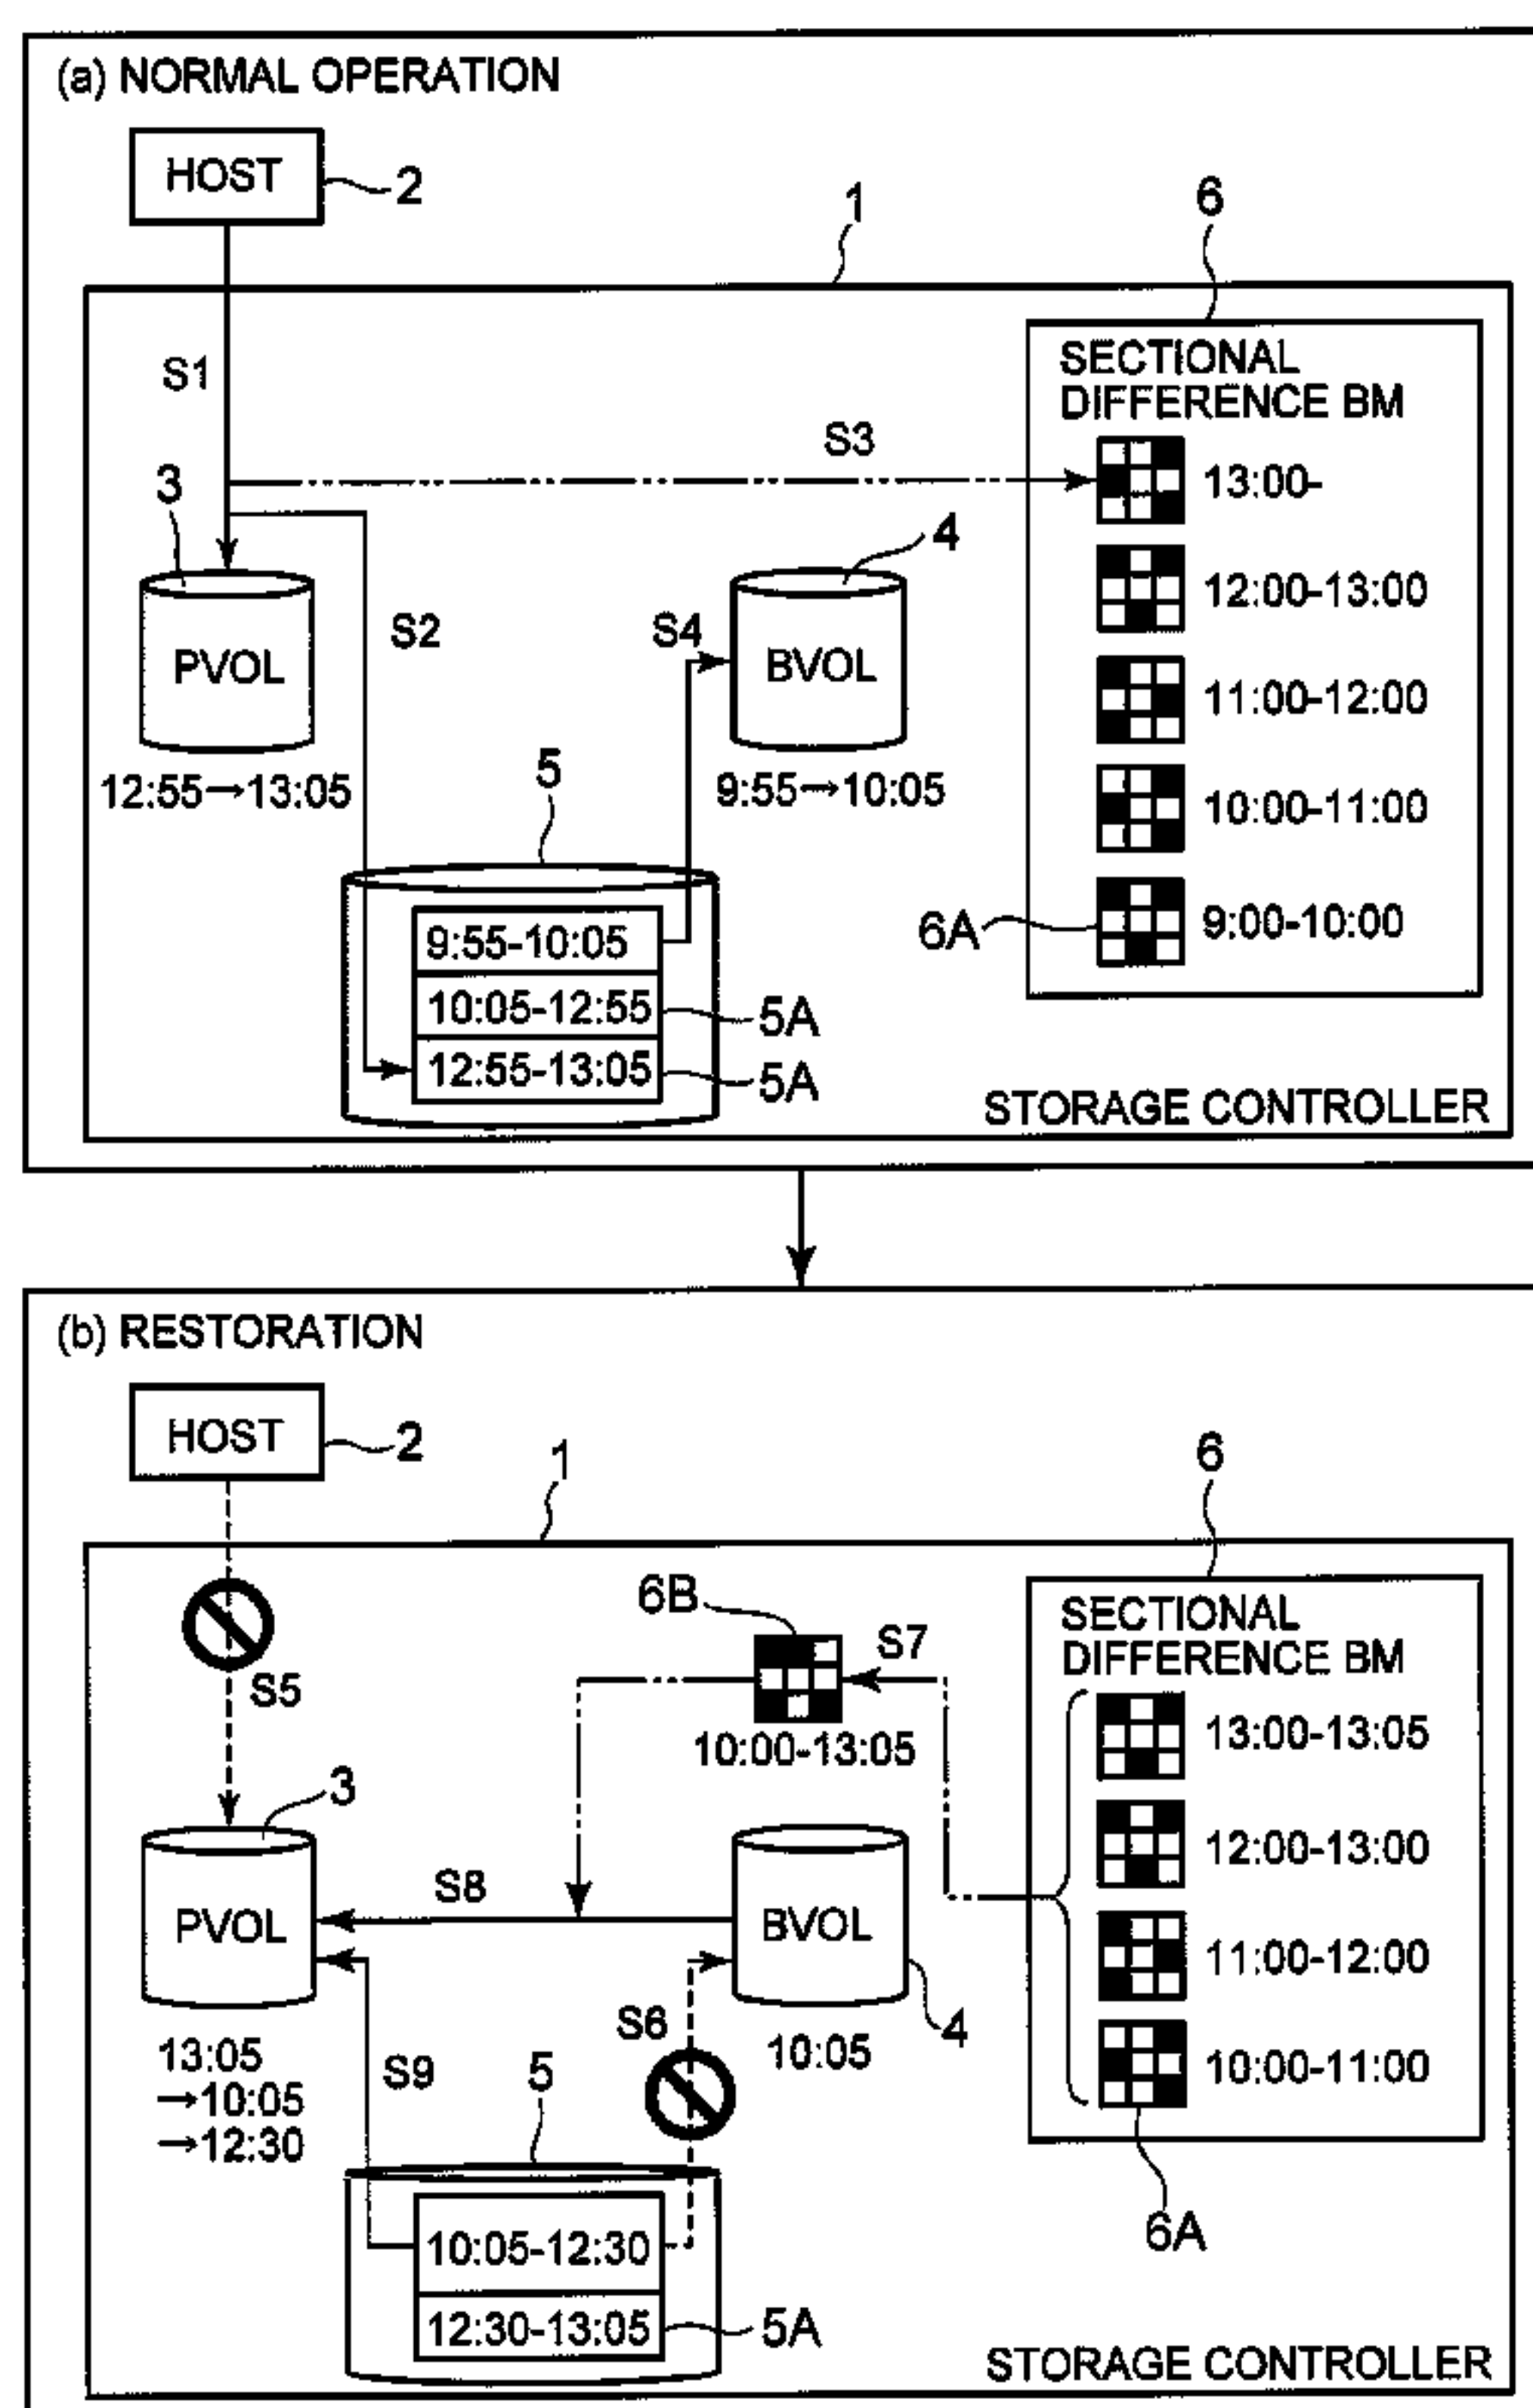 (a) NORMAL OPERATION
HOST
2
1
6
S1
SECTIONAL
DIFFERENCE BM
S3
13:00-
3
4
12:00-13:00
S2
S4
PVOL
BVOL
11:00-12:00
12:55→13:05
5
9:55→10:05
10:00-11:00
6A
9:00-10:00
9:55-10:05
10:05-12:55
5A
12:55-13:05
5A
STORAGE CONTROLLER
(b) RESTORATION
HOST
2
1
6
6B
S7
SECTIONAL
DIFFERENCE BM
S5
10:00-13:05
13:00-13:05
3
12:00-13:00
S8
PVOL
BVOL
11:00-12:00
S6
4
13:05
→10:05
→12:30
S9
5
10:05
10:00-11:00
6A
10:05-12:30
12:30-13:05
5A
STORAGE CONTROLLER